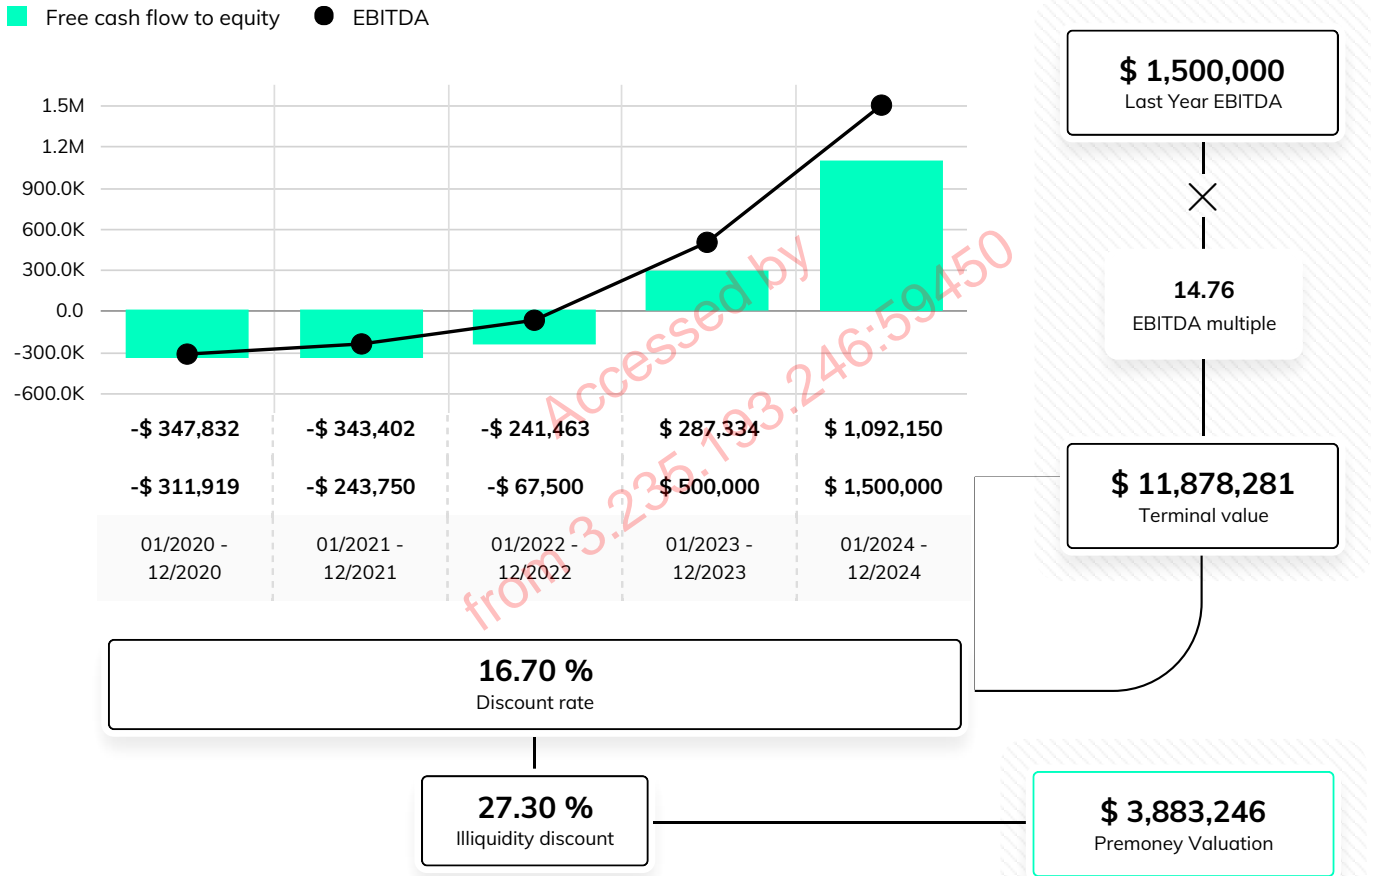 Free cash flow to equity EBITDA
$ 1,500,000
Last Year EBITDA
1.5M
1.2M
900.0K
600.0K
300.0K
0.0
-300.0K
-600.0K
14.76
EBITDA multiple
-$ 347,832 -$ 343,402 -$ 241,463 $ 287,334 $ 1,092,150
-$ 311,919 -$ 243,750 -$ 67,500 $ 500,000 $ 1,500,000
01/2020 - 01/2021 - 01/2022 - 01/2023 - 01/2024 -
12/2020 12/2021 12/2022 12/2023 12/2024
$ 11,878,281
Terminal value
16.70 %
Discount rate
27.30 %
Illiquidity discount
$ 3,883,246
Premoney Valuation
Accessed by
from 3.235.193.246:59450